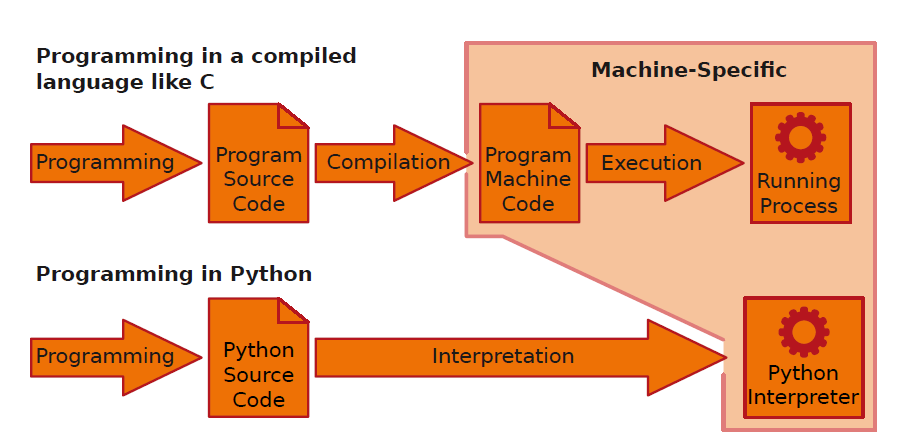 Programming in a compiled
language like C
Machine-Specific
Programming
Program
Source
Code
Compilation
Program
Machine
Code
Execution
Running
Process
Programming in Python
Programming
Python
Source
Code
Interpretation
Python
Interpreter